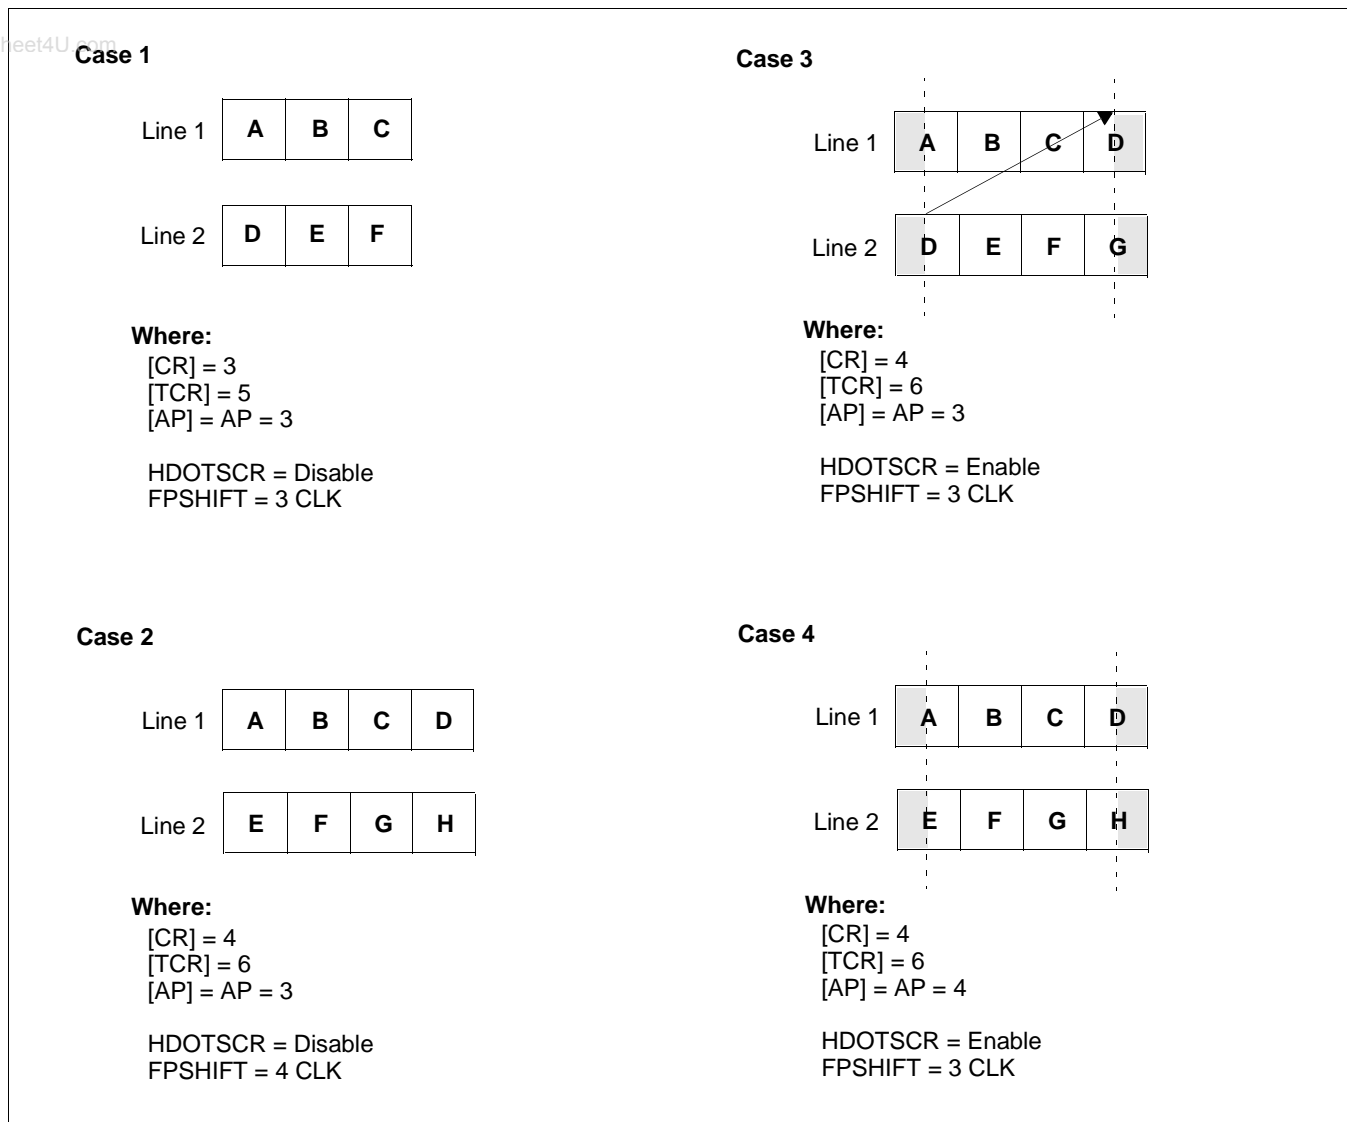 heet4U.com
Case 1
Line 1 A B C
Line 2 D E F
Where:
[CR] = 3
[TCR] = 5
[AP] = AP = 3
HDOTSCR = Disable
FPSHIFT = 3 CLK
Case 3
Line 1 A B C D
Line 2 D E F G
Where:
[CR] = 4
[TCR] = 6
[AP] = AP = 3
HDOTSCR = Enable
FPSHIFT = 3 CLK
Case 2
Line 1 A B C D
Line 2 E F G H
Where:
[CR] = 4
[TCR] = 6
[AP] = AP = 3
HDOTSCR = Disable
FPSHIFT = 4 CLK
Case 4
Line 1 A B C D
Line 2 E F G H
Where:
[CR] = 4
[TCR] = 6
[AP] = AP = 4
HDOTSCR = Enable
FPSHIFT = 3 CLK